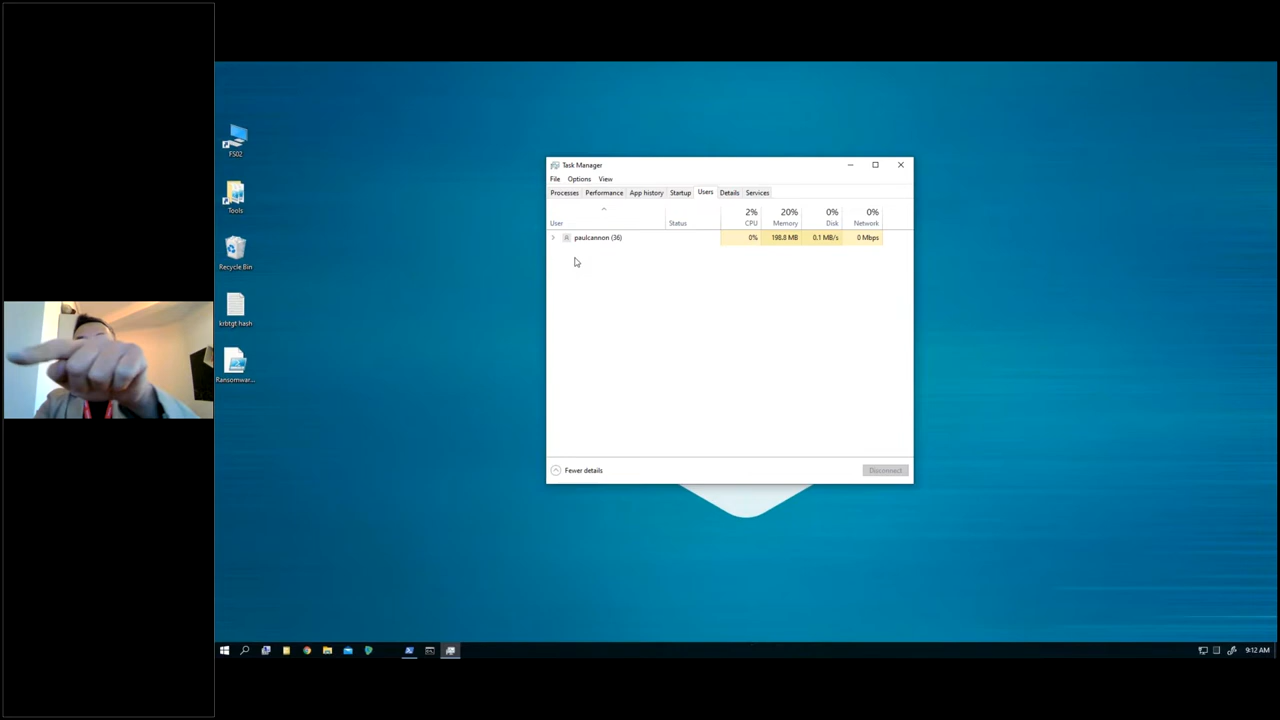 FS02
Tools
Recycle Bin
krbtgt hash
Ransomwar...
Task Manager
File Options View
Processes Performance App history Startup Users Details Services
2% 20% 0% 0%
User Status CPU Memory Disk Network
paulcannon (36) 0% 198.8 MB 0.1 MB/s 0 Mbps
Fewer details Disconnect
9:12 AM